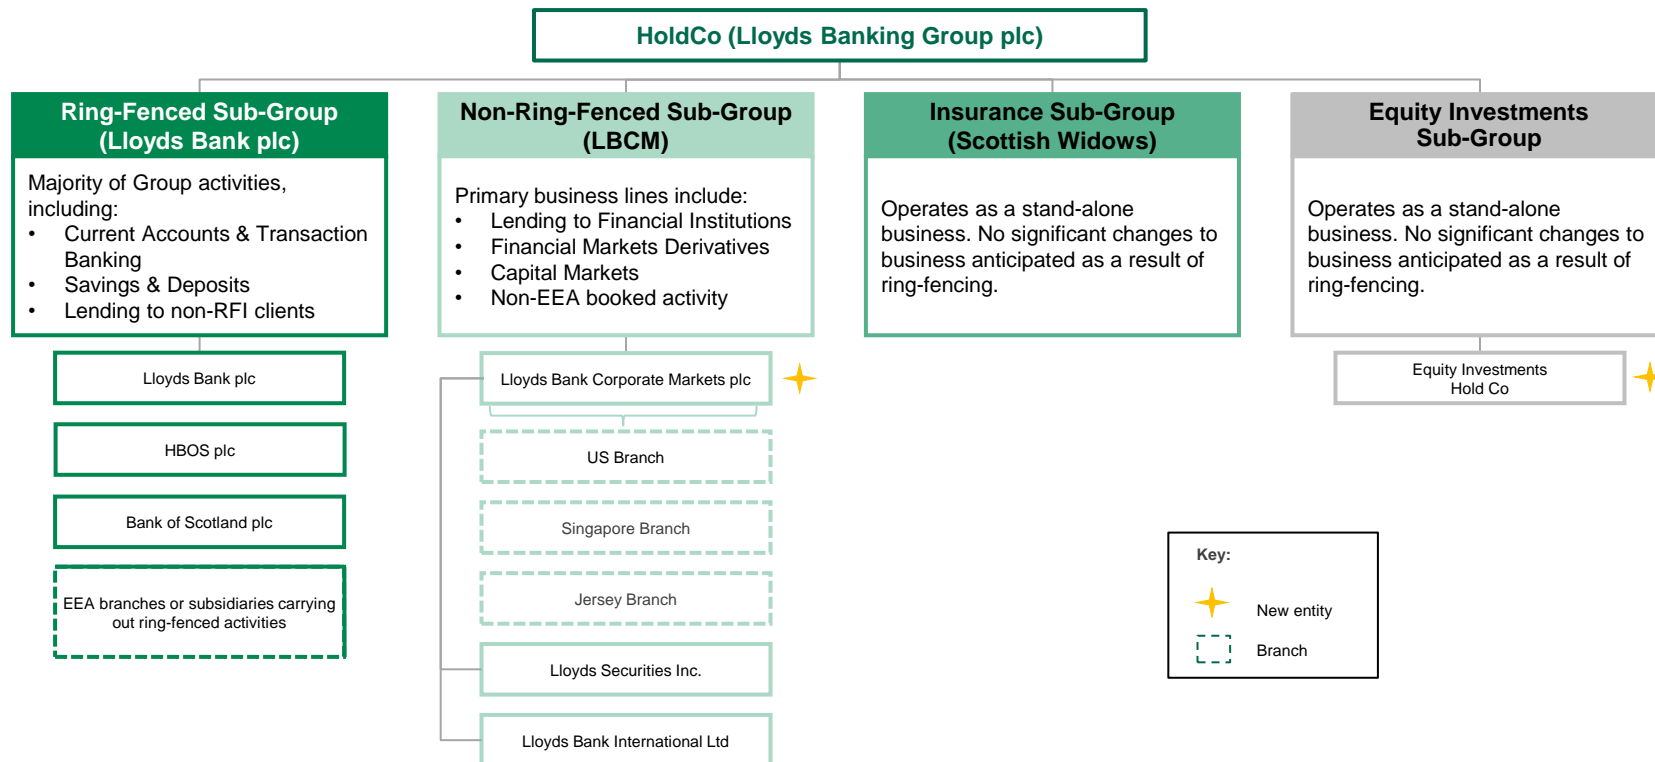 HoldCo (Lloyds Banking Group plc)
Ring-Fenced Sub-Group
(Lloyds Bank plc)
Majority of Group activities,
including:
• Current Accounts & Transaction
Banking
• Savings & Deposits
• Lending to non-RFI clients
Lloyds Bank plc
HBOS plc
Bank of Scotland plc
EEA branches or subsidiaries carrying
out ring-fenced activities
Non-Ring-Fenced Sub-Group
(LBCM)
Primary business lines include:
• Lending to Financial Institutions
• Financial Markets Derivatives
• Capital Markets
• Non-EEA booked activity
Lloyds Bank Corporate Markets plc
US Branch
Singapore Branch
Jersey Branch
Lloyds Securities Inc.
Lloyds Bank International Ltd
Insurance Sub-Group
(Scottish Widows)
Operates as a stand-alone
business. No significant changes to
business anticipated as a result of
ring-fencing.
Equity Investments
Sub-Group
Operates as a stand-alone
business. No significant changes to
business anticipated as a result of
ring-fencing.
Equity Investments
Hold Co
Key:
New entity
Branch